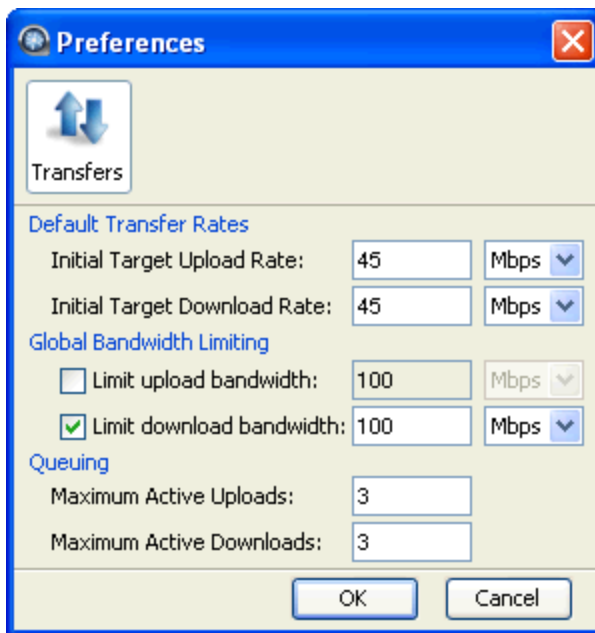 Preferences
Transfers
Default Transfer Rates
Initial Target Upload Rate: 45 Mbps
Initial Target Download Rate: 45 Mbps
Global Bandwidth Limiting
Limit upload bandwidth: 100 Mbps
Limit download bandwidth: 100 Mbps
Queuing
Maximum Active Uploads: 3
Maximum Active Downloads: 3
OK Cancel